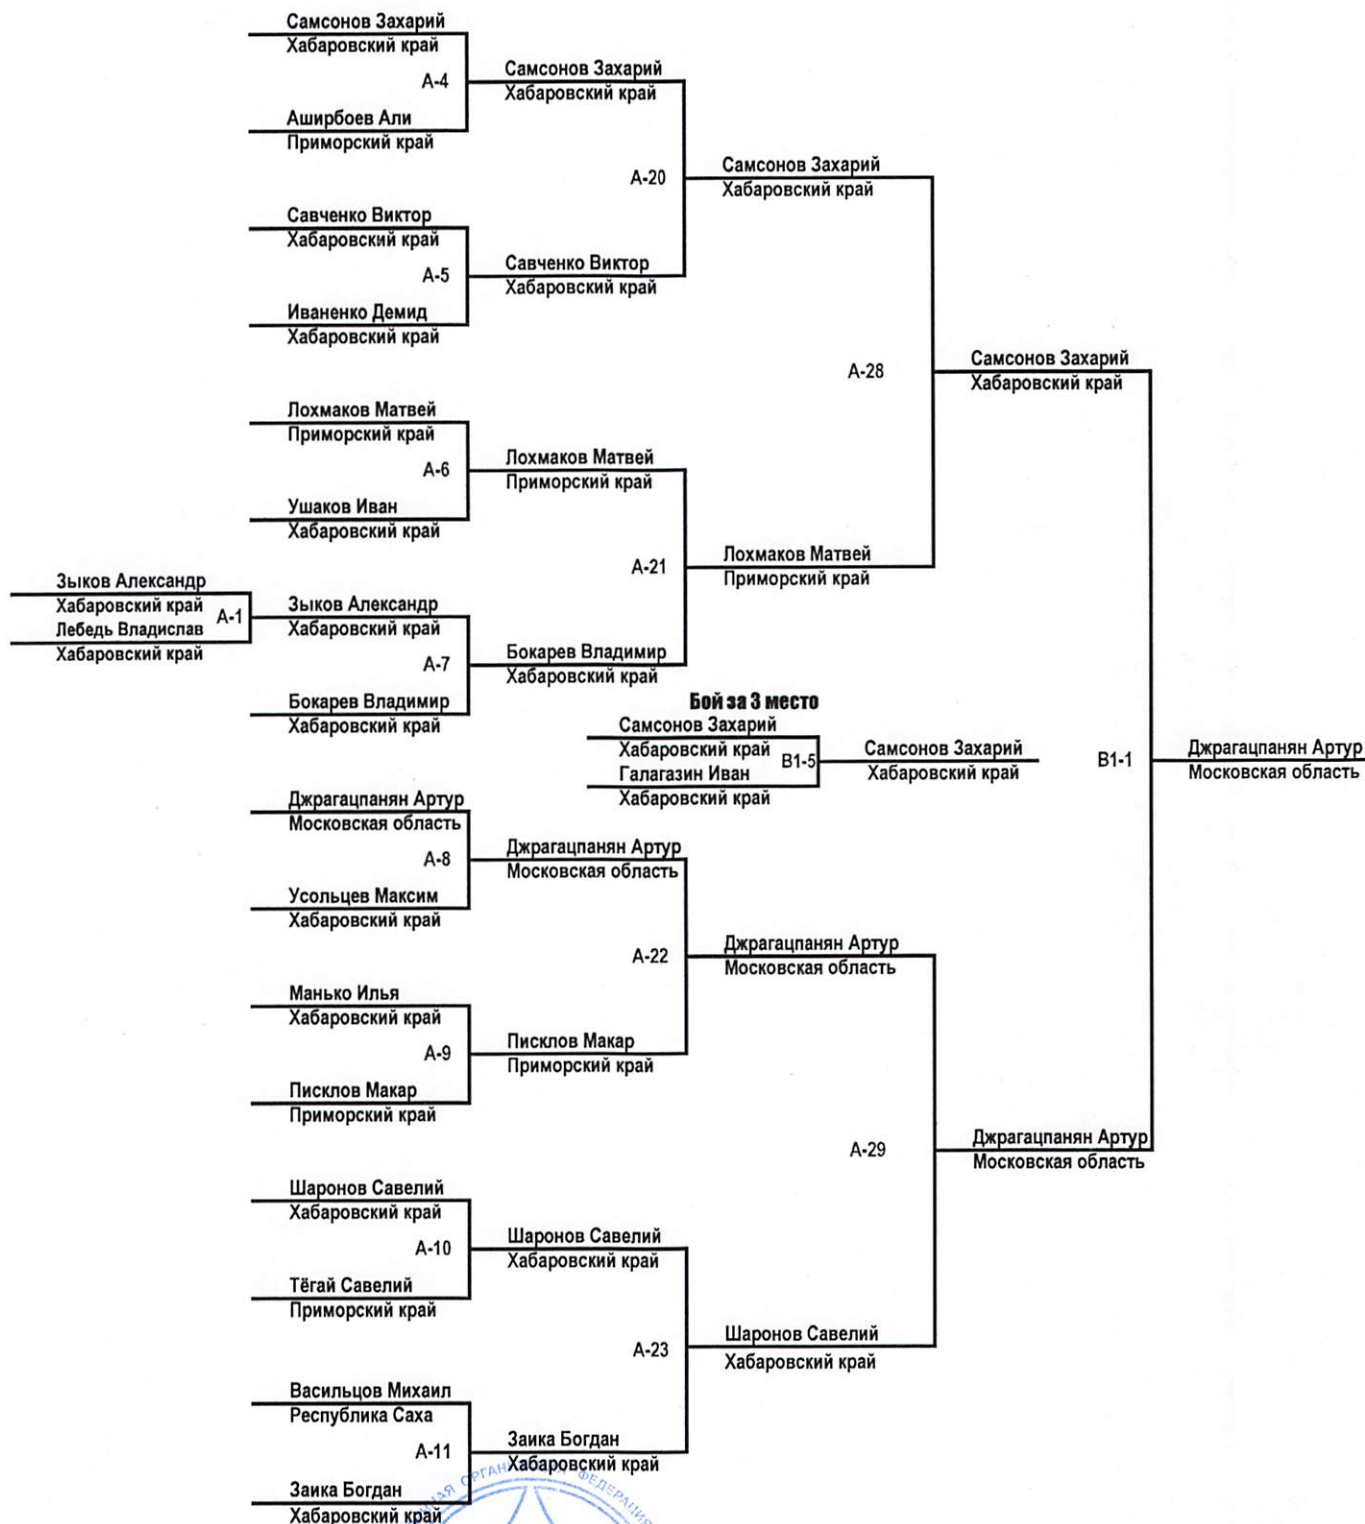 Самсонов Захарий
Хабаровский край
А-4
Аширбоев Али
Приморский край
Самсонов Захарий
Хабаровский край
А-20
Савченко Виктор
Хабаровский край
А-5
Иваненко Демид
Хабаровский край
Савченко Виктор
Хабаровский край
Самсонов Захарий
Хабаровский край
А-28
Лохмаков Матвей
Приморский край
А-6
Ушаков Иван
Хабаровский край
Лохмаков Матвей
Приморский край
А-21
Зыков Александр
Хабаровский край
А-1
Лебедь Владислав
Хабаровский край
Зыков Александр
Хабаровский край
А-7
Бокарев Владимир
Хабаровский край
Бокарев Владимир
Хабаровский край
Лохмаков Матвей
Приморский край
Самсонов Захарий
Хабаровский край
Бой за 3 место
Самсонов Захарий
Хабаровский край
В1-5
Галагазин Иван
Хабаровский край
Самсонов Захарий
Хабаровский край
В1-1
Джрагацпанян Артур
Московская область
Джрагацпанян Артур
Московская область
А-8
Усольцев Максим
Хабаровский край
Джрагацпанян Артур
Московская область
А-22
Манько Илья
Хабаровский край
А-9
Писклов Макар
Приморский край
Писклов Макар
Приморский край
Джрагацпанян Артур
Московская область
А-29
Джрагацпанян Артур
Московская область
Шаронов Савелий
Хабаровский край
А-10
Тёгай Савелий
Приморский край
Шаронов Савелий
Хабаровский край
А-23
Шаронов Савелий
Хабаровский край
Васильцов Михаил
Республика Саха
А-11
Заика Богдан
Хабаровский край
Заика Богдан
Хабаровский край
ФЕДЕРАЦИЯ